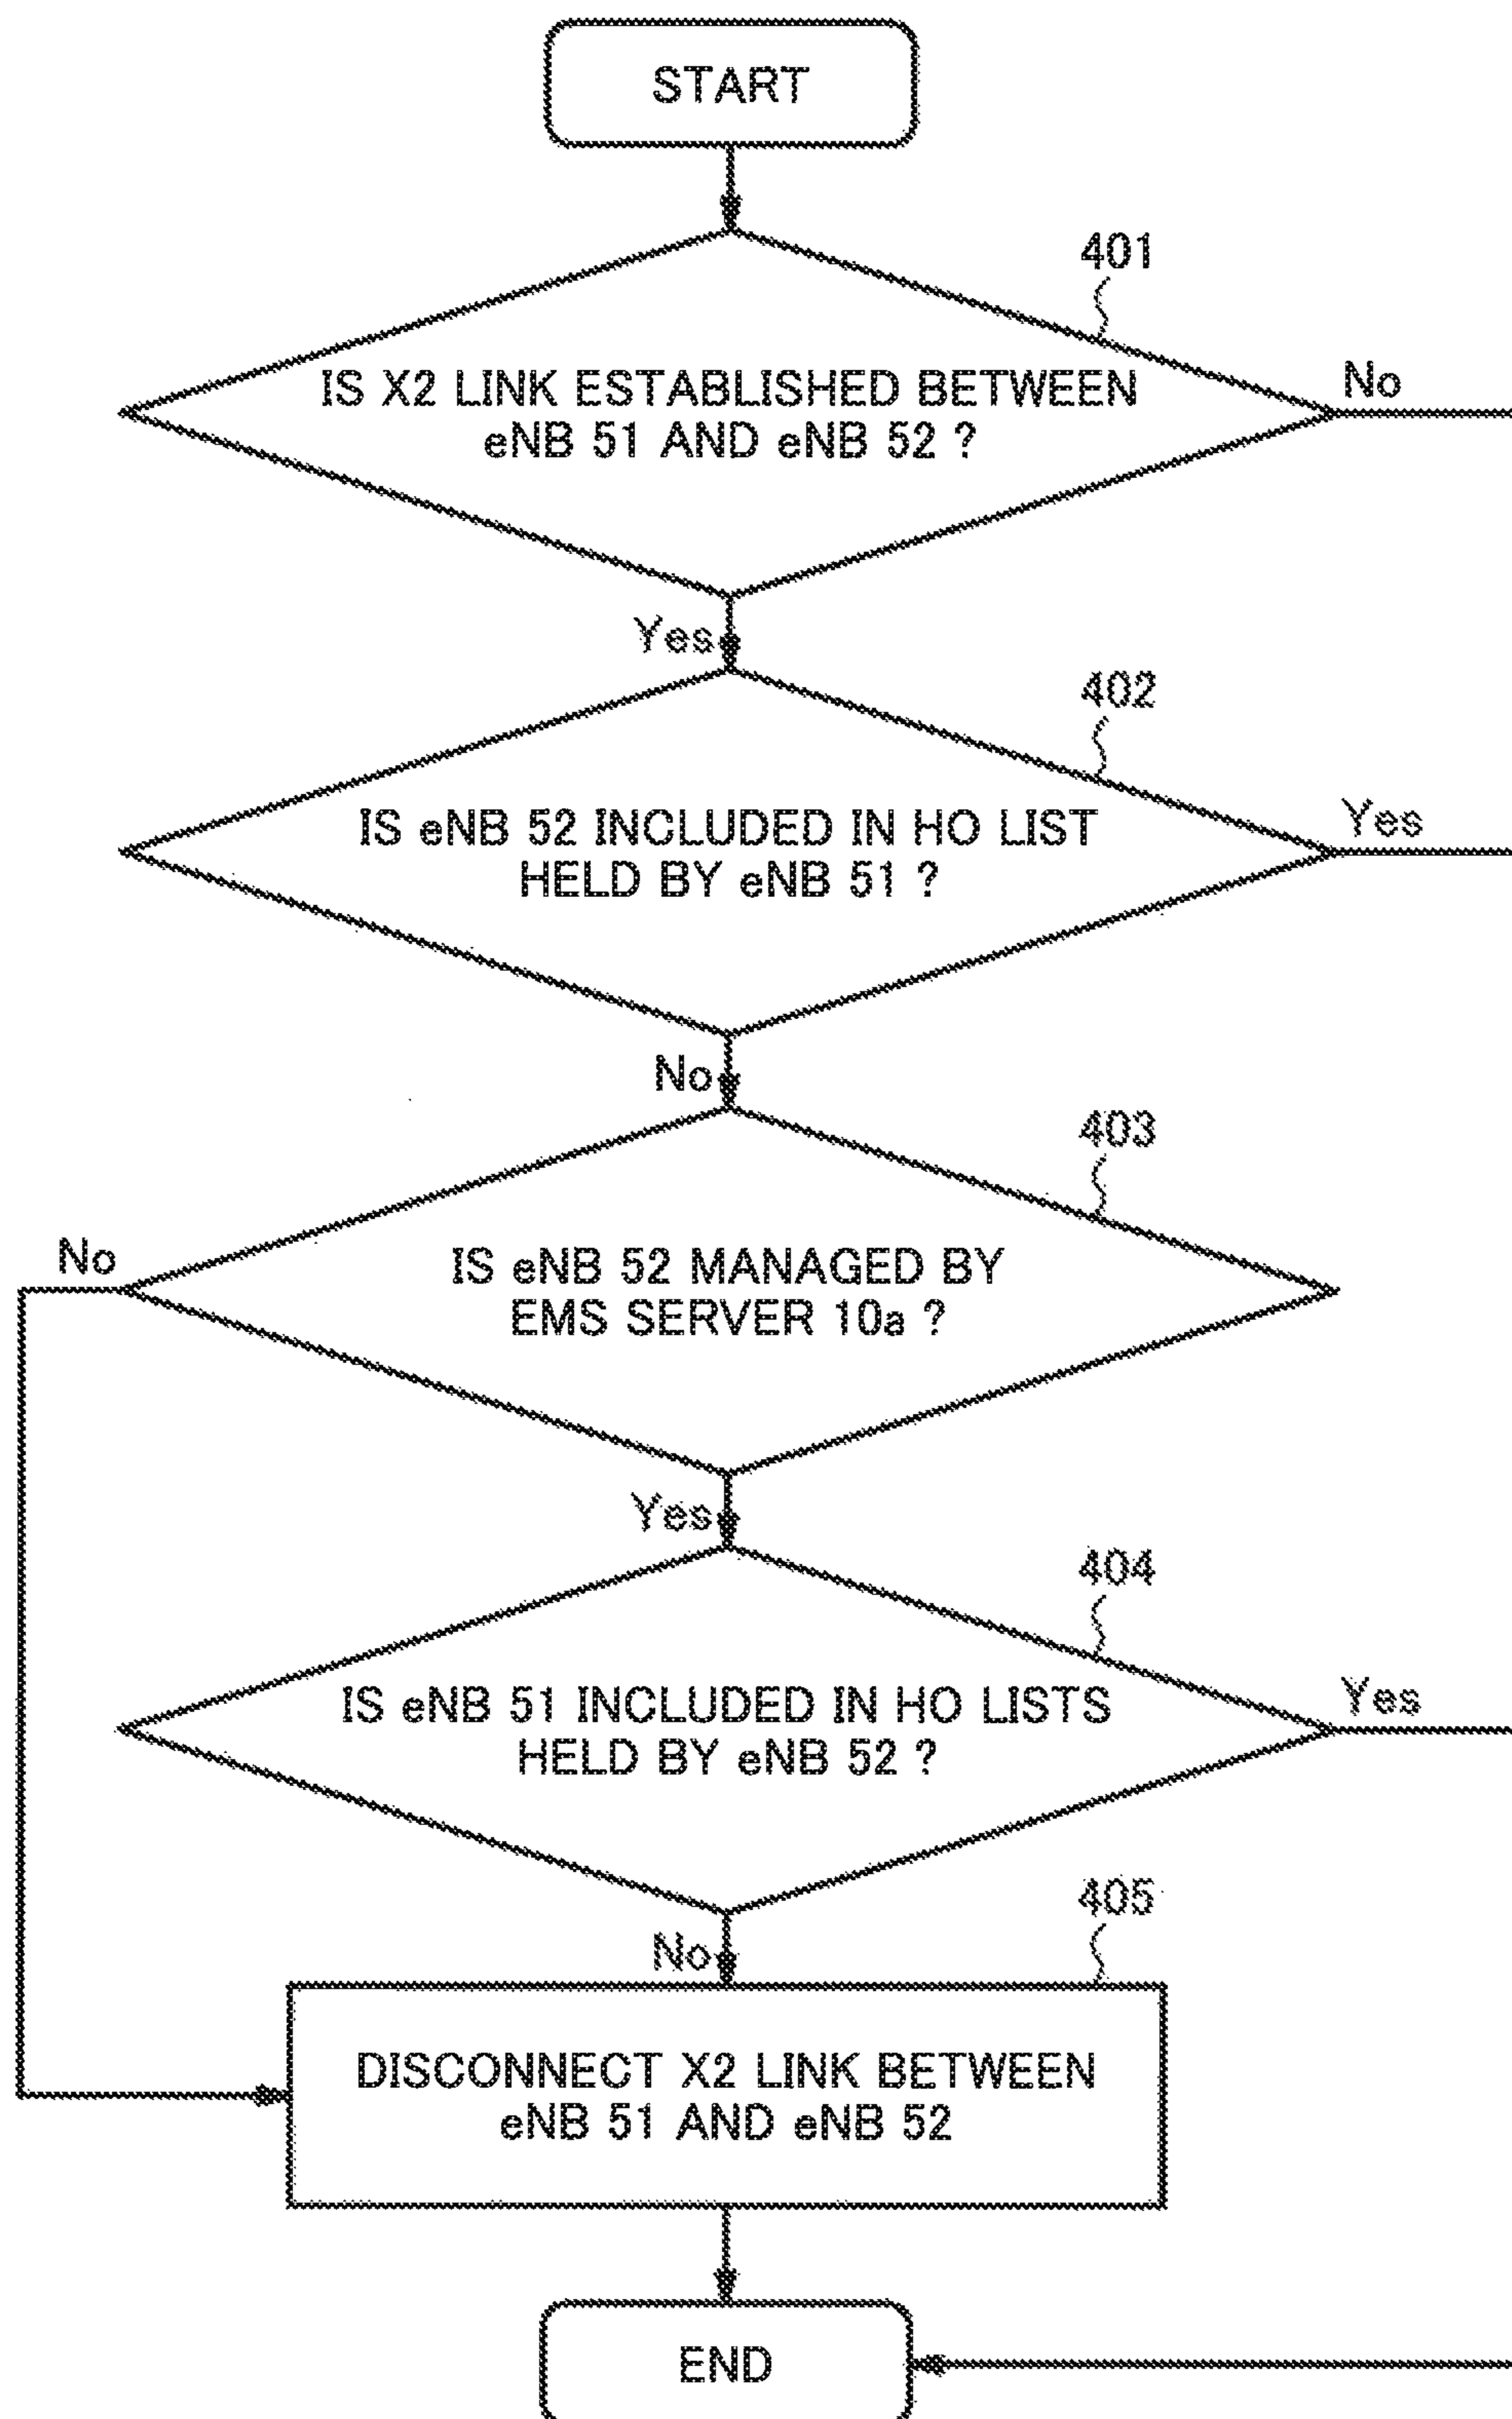 START
401
IS X2 LINK ESTABLISHED BETWEEN
eNB 51 AND eNB 52 ?
No
Yes
402
IS eNB 52 INCLUDED IN HO LIST
HELD BY eNB 51 ?
Yes
No
403
IS eNB 52 MANAGED BY
EMS SERVER 10a ?
No
Yes
404
IS eNB 51 INCLUDED IN HO LISTS
HELD BY eNB 52 ?
Yes
No
405
DISCONNECT X2 LINK BETWEEN
eNB 51 AND eNB 52
END